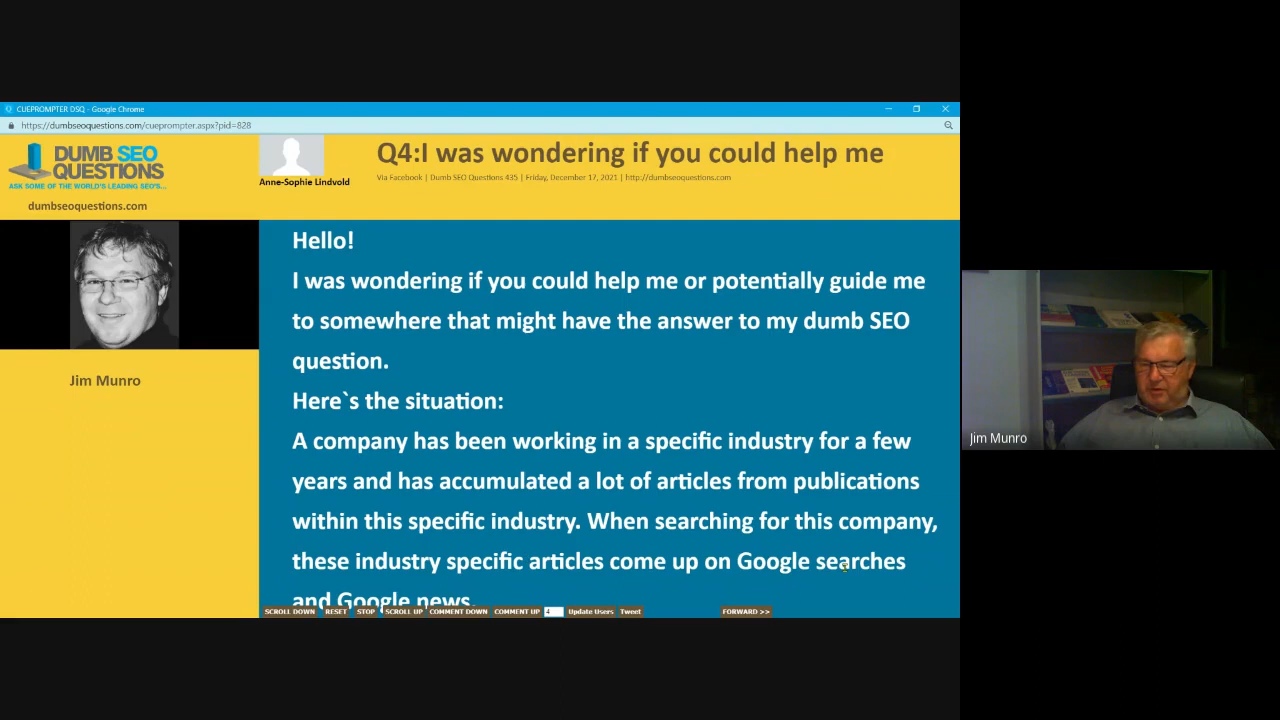 CUEPROMPTER DSQ - Google Chrome
https://dumbseoquestions.com/cueprompter.aspx?pid=828
DUMB SEO
QUESTIONS
ASK SOME OF THE WORLD'S LEADING SEO'S...
dumbseoquestions.com
Anne-Sophie Lindvold
Q4:I was wondering if you could help me
Via Facebook | Dumb SEO Questions 435 | Friday, December 17, 2021 | http://dumbseoquestions.com
Jim Munro
Hello!
I was wondering if you could help me or potentially guide me
to somewhere that might have the answer to my dumb SEO
question.
Here`s the situation:
A company has been working in a specific industry for a few
years and has accumulated a lot of articles from publications
within this specific industry. When searching for this company,
these industry specific articles come up on Google searches
and Google news.
SCROLL DOWN RESET STOP SCROLL UP COMMENT DOWN COMMENT UP 4 Update Users Tweet FORWARD >>
Jim Munro